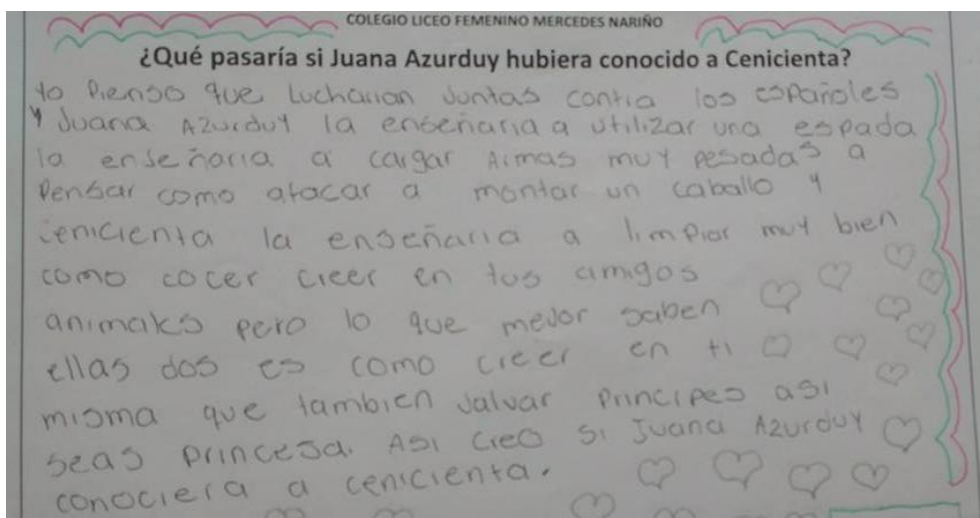 COLEGIO LICEO FEMENINO MERCEDES NARIÑO
¿Qué pasaría si Juana Azurduy hubiera conocido a Cenicienta?
Yo Pienso que Lucharian Juntas contra los españoles
Y Juana Azurduy la enseñaria a utilizar una espada
la enseñaria a cargar Armas muy pesadas a
Pensar como atacar a montar un caballo y
cenicienta la enseñaria a limpiar muy bien
como cocer creer en tus amigos
animales pero lo que mejor saben
ellas dos es como creer en ti
misma que tambien salvar Principes asi
seas princesa. Asi creo si Juana Azurduy
conociera a cenicienta.